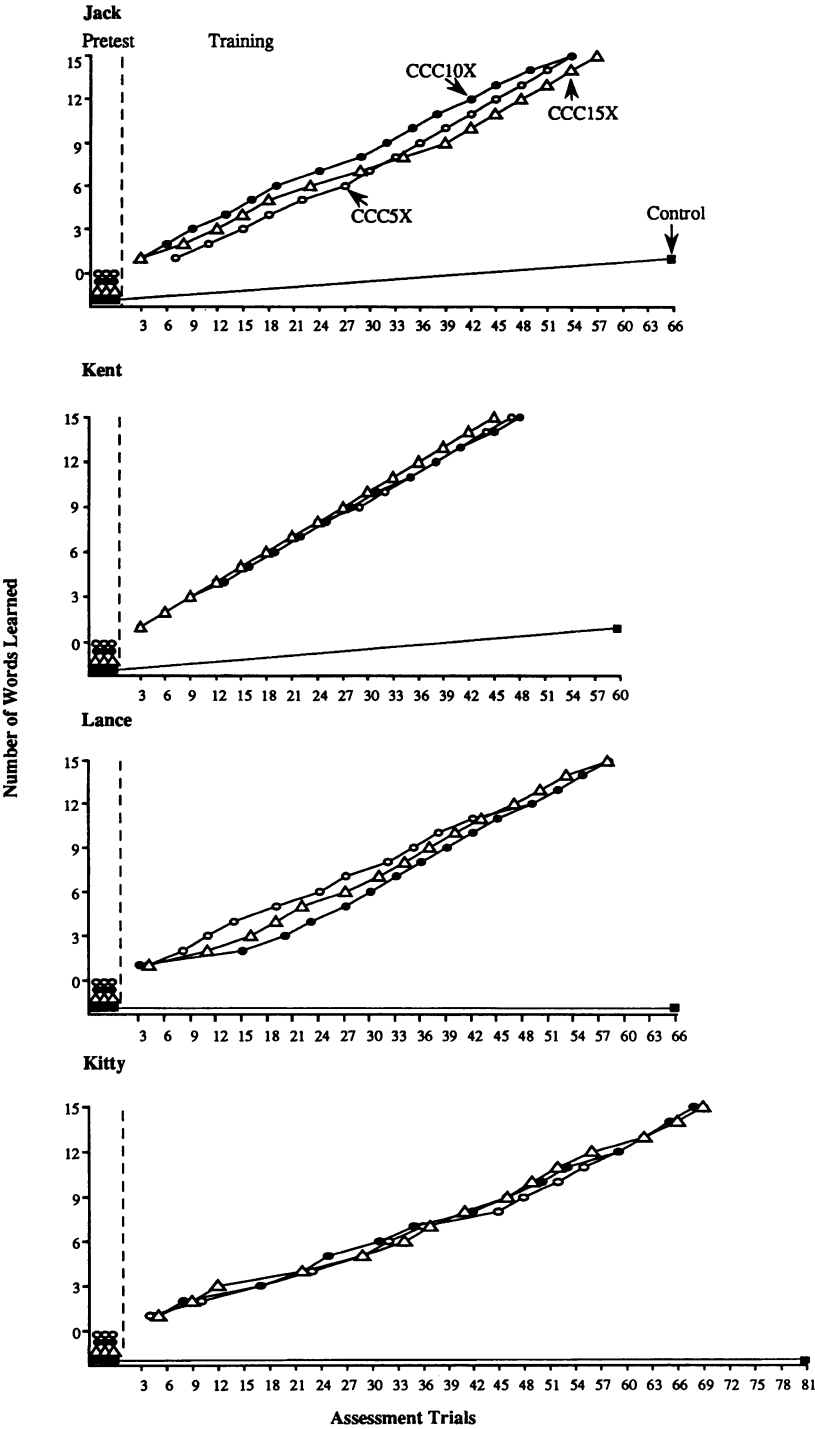 Jack
Pretest Training
15
CCC10X
12
CCC15X
9
6
CCC5X
Control
3
0
3 6 9 12 15 18 21 24 27 30 33 36 39 42 45 48 51 54 57 60 63 66
Kent
15
12
9
6
3
0
3 6 9 12 15 18 21 24 27 30 33 36 39 42 45 48 51 54 57 60
Number of Words Learned
Lance
15
12
9
6
3
0
3 6 9 12 15 18 21 24 27 30 33 36 39 42 45 48 51 54 57 60 63 66
Kitty
15
12
9
6
3
0
3 6 9 12 15 18 21 24 27 30 33 36 39 42 45 48 51 54 57 60 63 66 69 72 75 78 81
Assessment Trials